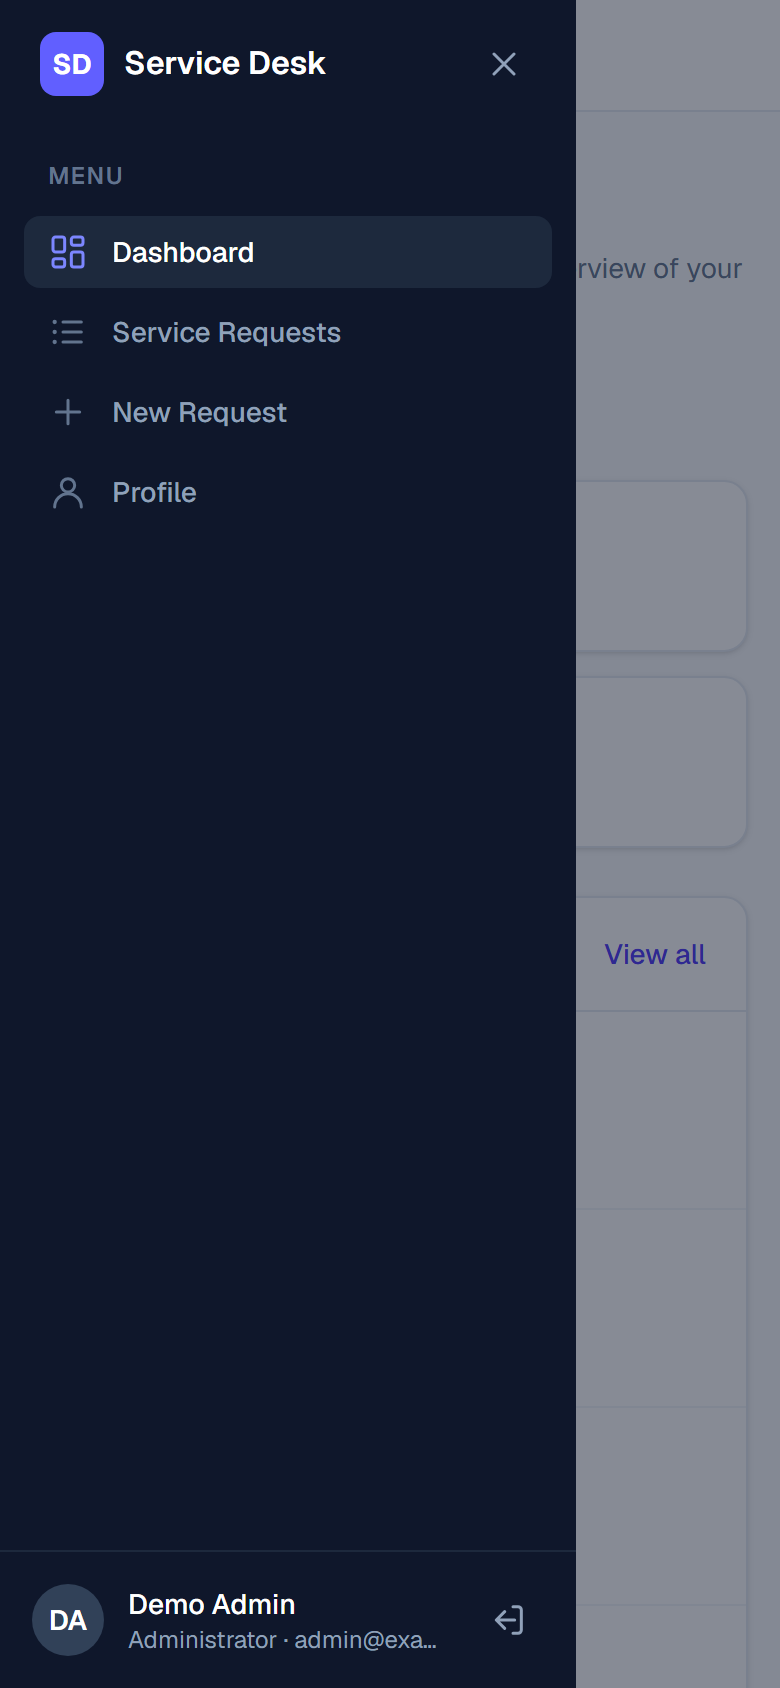 SD Service Desk
MENU
Dashboard
rview of your
Service Requests
New Request
Profile
View all
DA
Demo Admin
Administrator · admin@exa...